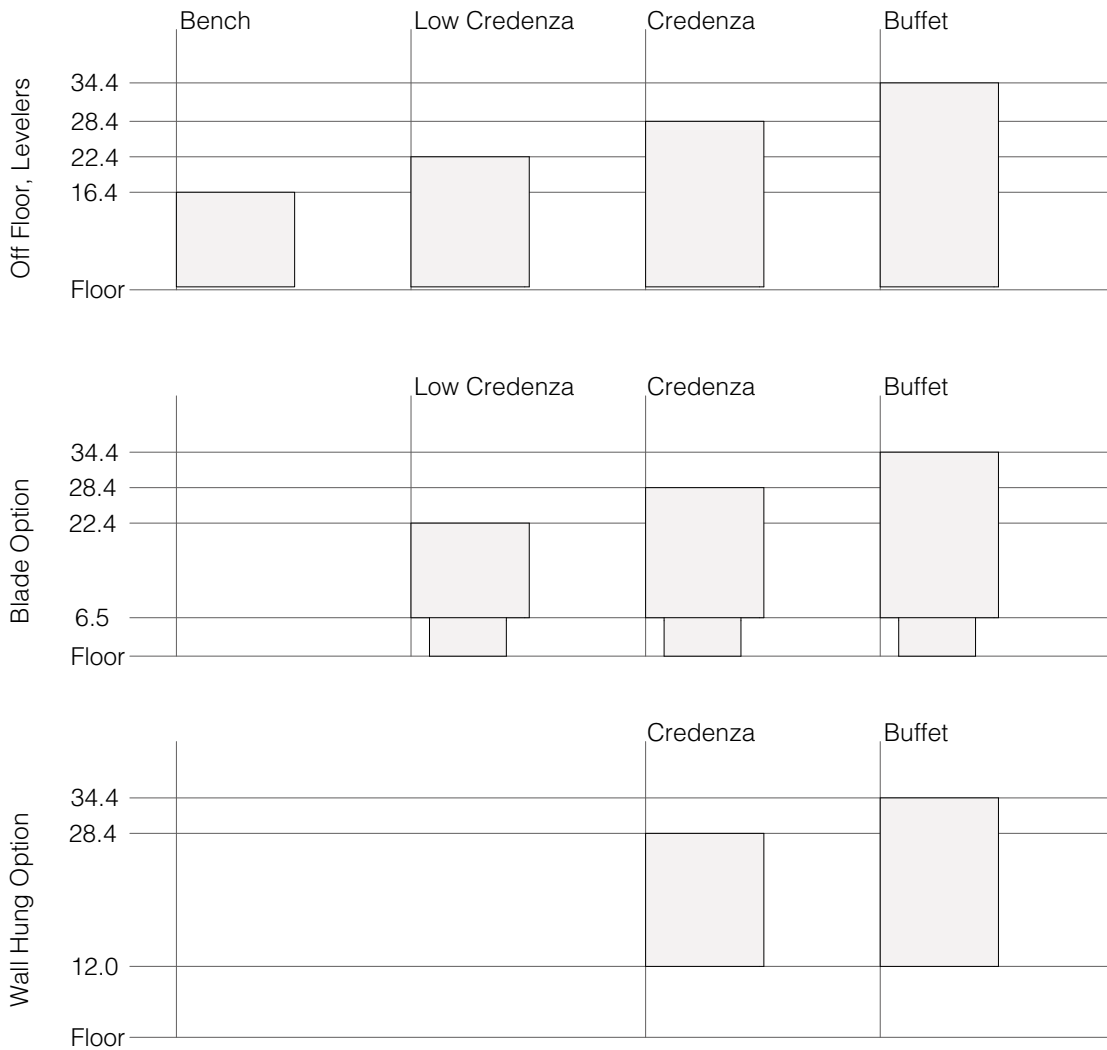 Bench Low Credenza Credenza Buffet
Off Floor, Levelers
34.4
28.4
22.4
16.4
Floor
Low Credenza Credenza Buffet
Blade Option
34.4
28.4
22.4
6.5
Floor
Credenza Buffet
Wall Hung Option
34.4
28.4
12.0
Floor